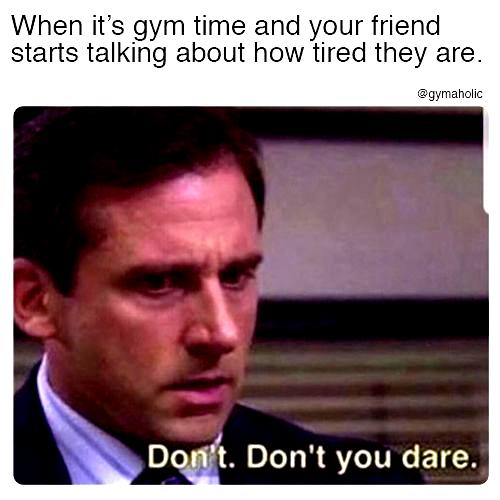 When it’s gym time and your friend
starts talking about how tired they are.
@gymaholic
Don't. Don't you dare.